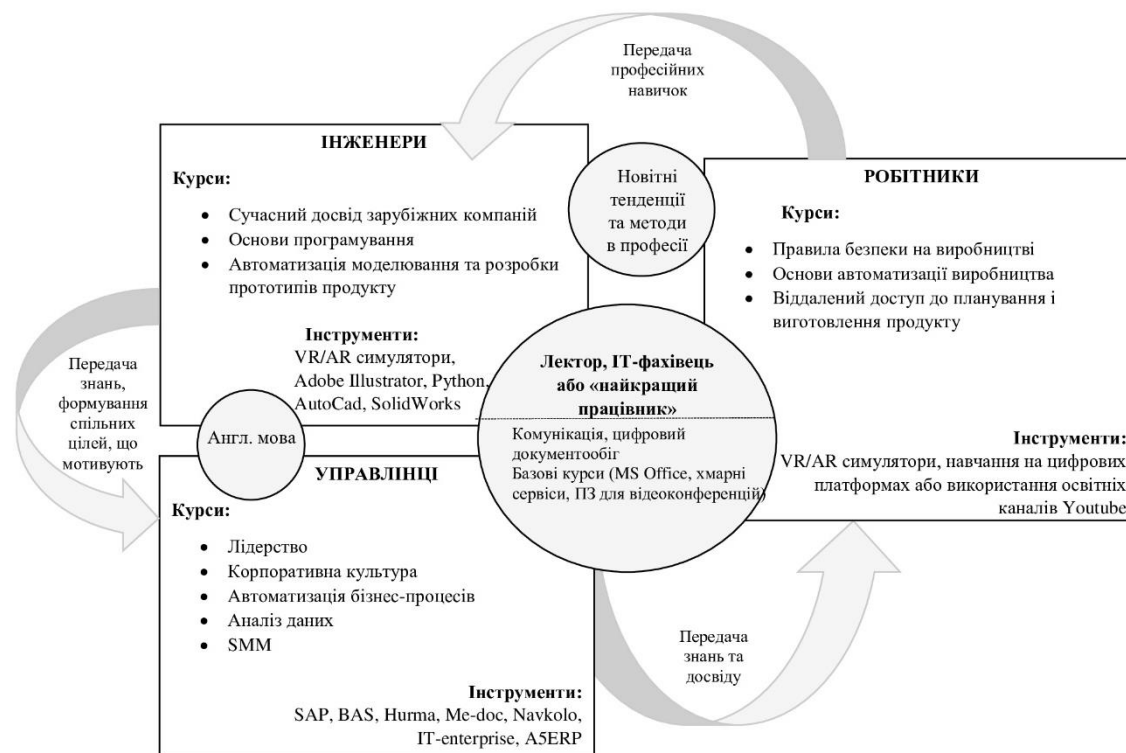 Передача
професійних
навичок
ІНЖЕНЕРИ
Курси:
• Сучасний досвід зарубіжних компаній
• Основи програмування
• Автоматизація моделювання та розробки
прототипів продукту
Інструменти:
VR/AR симулятори,
Adobe Illustrator, Python,
AutoCad, SolidWorks
Новітні
тенденції
та методи
в професії
РОБІТНИКИ
Курси:
• Правила безпеки на виробництві
• Основи автоматизації виробництва
• Віддалений доступ до планування і
виготовлення продукту
Інструменти:
VR/AR симулятори, навчання на цифрових
платформах або використання освітніх
каналів Youtube
Лектор, ІТ-фахівець
або «найкращий
працівник»
Комунікація, цифровий
документообіг
Базові курси (MS Office, хмарні
сервіси, ПЗ для відеоконференцій)
Передача
знань,
формування
спільних
цілей, що
мотивують
Англ. мова
УПРАВЛІНЦІ
Курси:
• Лідерство
• Корпоративна культура
• Автоматизація бізнес-процесів
• Аналіз даних
• SMM
Інструменти:
SAP, BAS, Hurma, Me-doc, Navkolo,
IT-enterprise, A5ERP
Передача
знань та
досвіду